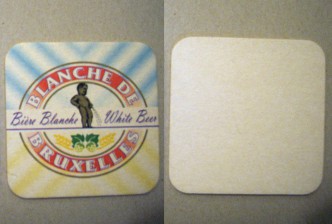 BLANCHE DE
Bière Blanche White Beer
BRUXELLES